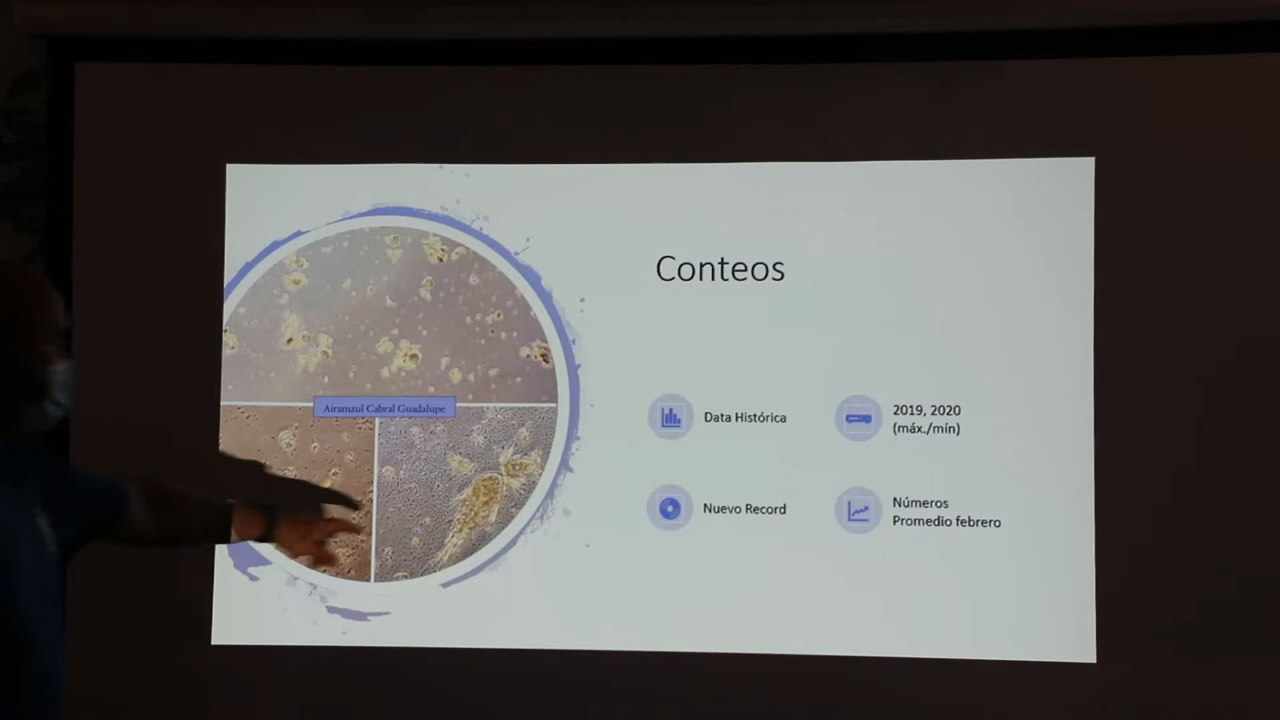 Conteos
Airamzul Cabral Guadalupe
Data Histórica
2019, 2020
(máx./mín)
Nuevo Record
Números
Promedio febrero